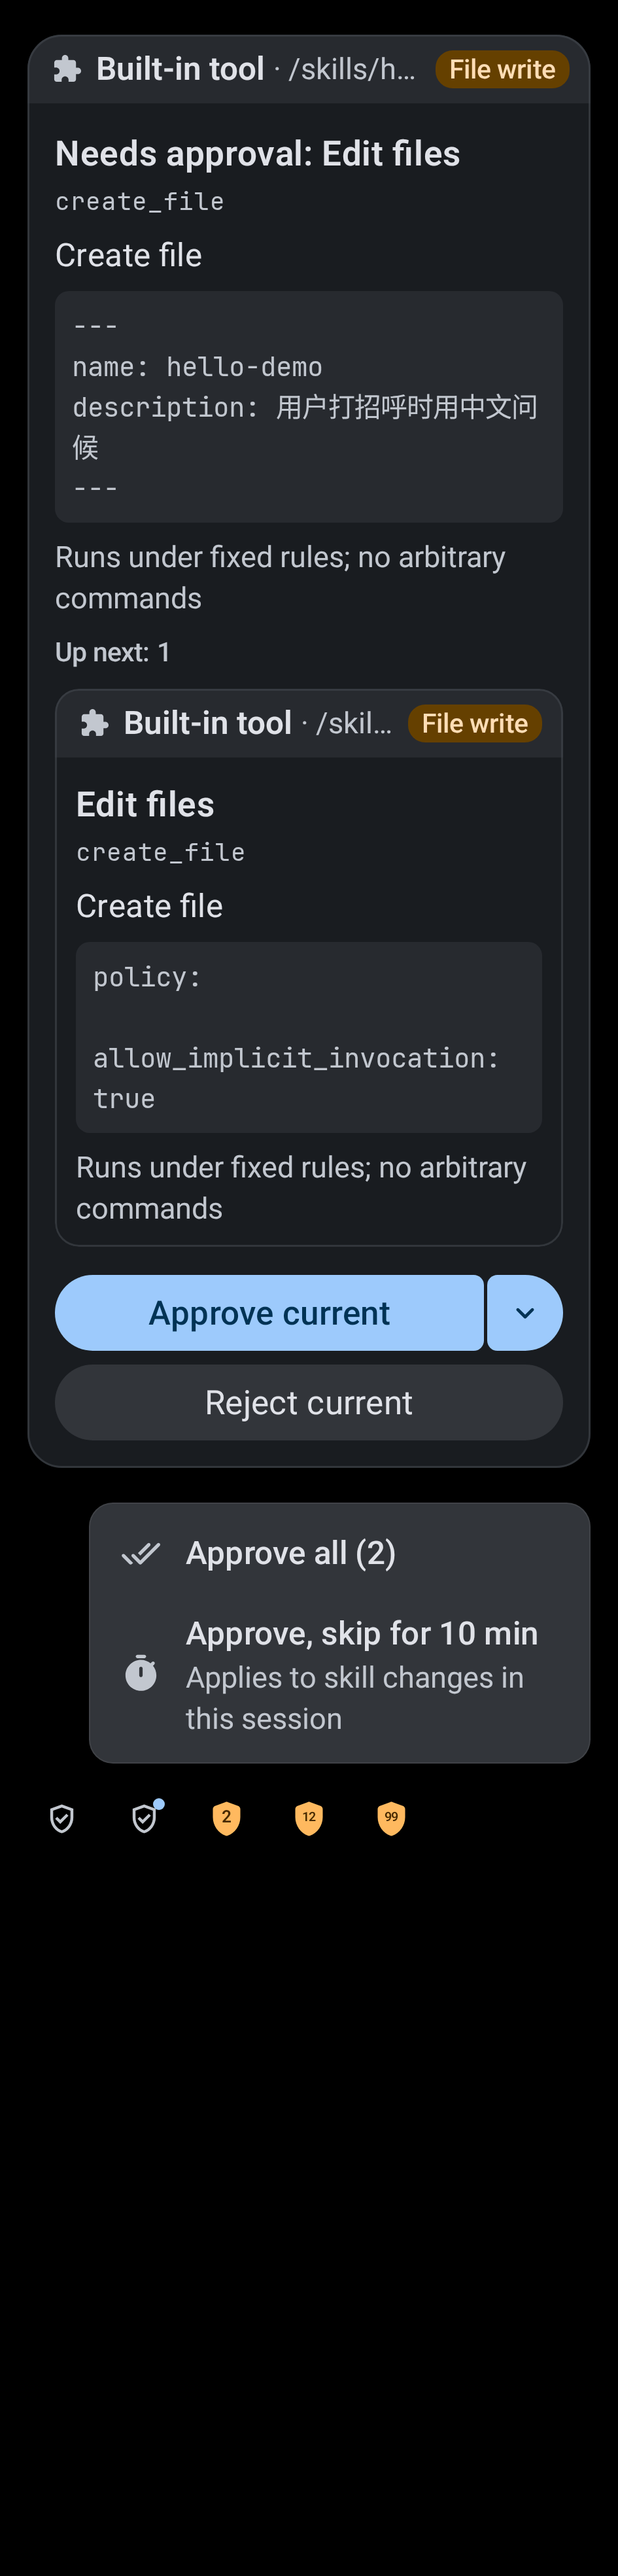 Built-in tool · /skills/h... File write
Needs approval: Edit files
create_file
Create file
---
name: hello-demo
description: 用户打招呼时用中文问
候
---
Runs under fixed rules; no arbitrary
commands
Up next: 1
Built-in tool · /skil... File write
Edit files
create_file
Create file
policy:
allow_implicit_invocation:
true
Runs under fixed rules; no arbitrary
commands
Approve current
Reject current
Approve all (2)
Approve, skip for 10 min
Applies to skill changes in
this session
2 12 99